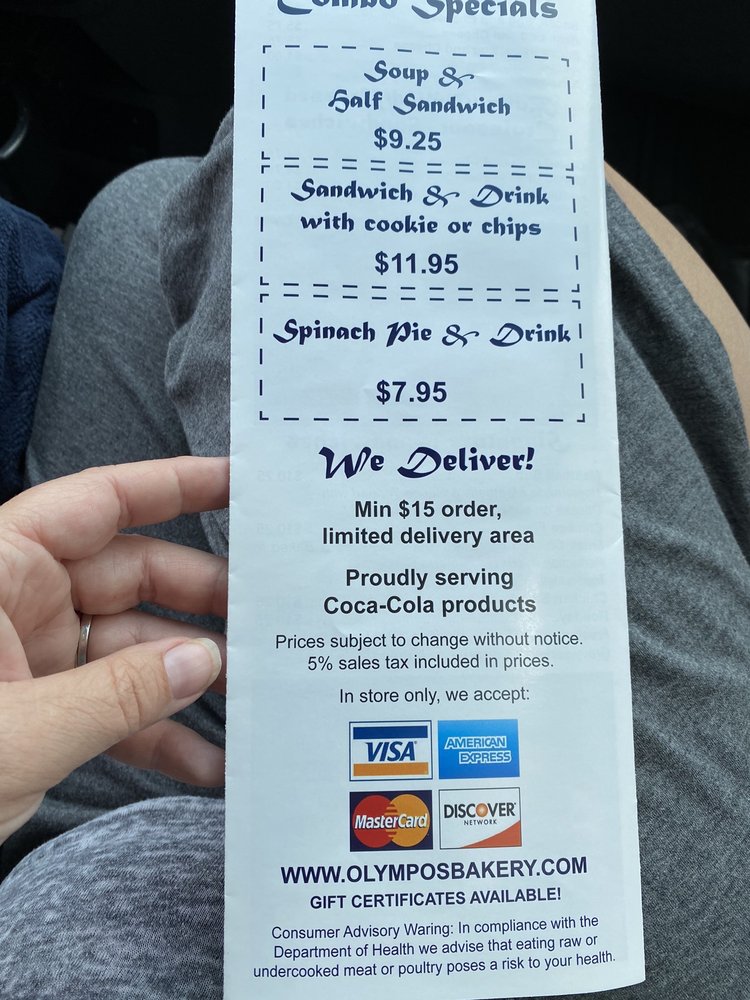 Combo Specials
Soup &
Half Sandwich
$9.25
Sandwich & Drink
with cookie or chips
$11.95
Spinach Pie & Drink
$7.95
We Deliver!
Min $15 order,
limited delivery area
Proudly serving
Coca-Cola products
Prices subject to change without notice.
5% sales tax included in prices.
In store only, we accept:
VISA
AMERICAN
EXPRESS
MasterCard
DISCOVER
NETWORK
WWW.OLYMPOSBAKERY.COM
GIFT CERTIFICATES AVAILABLE!
Consumer Advisory Waring: In compliance with the
Department of Health we advise that eating raw or
undercooked meat or poultry poses a risk to your health.